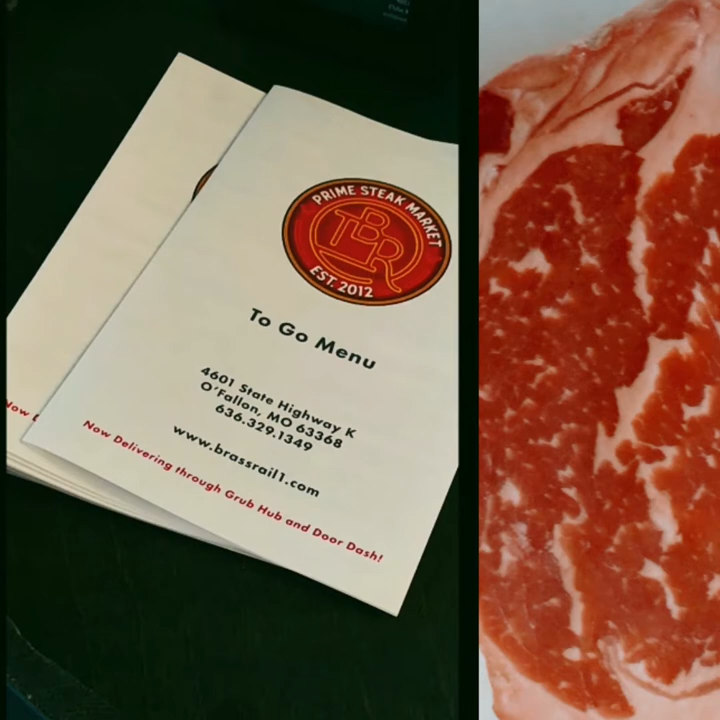 PRIME STEAK MARKET
TBR
EST. 2012
To Go Menu
4601 State Highway K
O'Fallon, MO 63368
636.329.1349
www.brassrail1.com
Now Delivering through Grub Hub and Door Dash!
Now